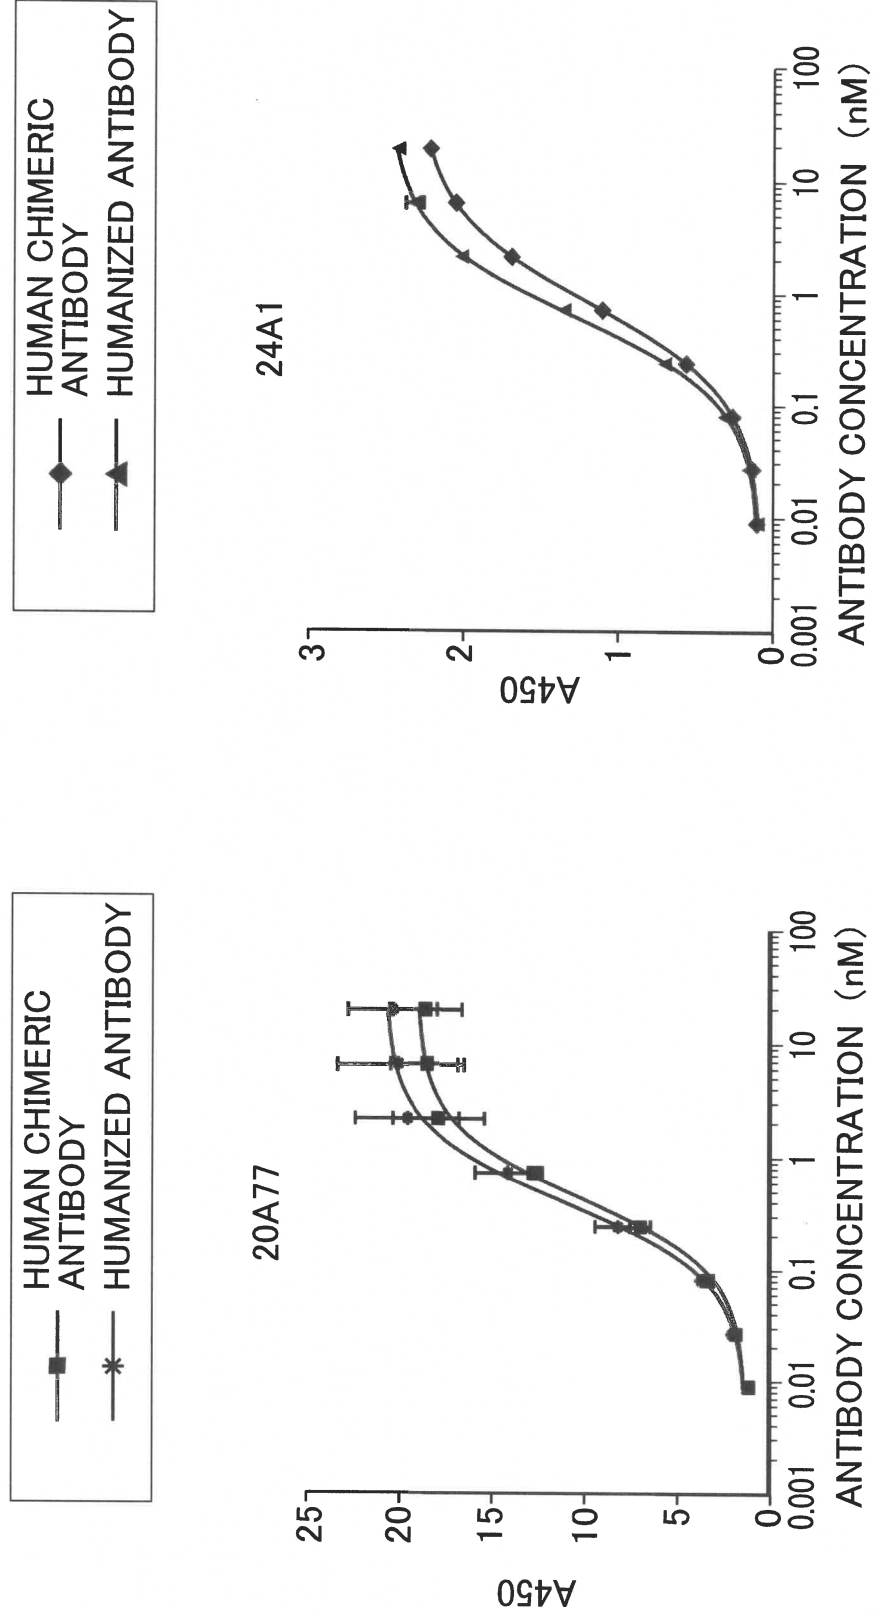 HUMAN CHIMERIC
ANTIBODY
HUMANIZED ANTIBODY
20A77
25
20
15
10
5
0
A450
0.001
0.01
0.1
1
10
100
ANTIBODY CONCENTRATION (nM)
HUMAN CHIMERIC
ANTIBODY
HUMANIZED ANTIBODY
24A1
3
2
1
0
A450
0.001
0.01
0.1
1
10
100
ANTIBODY CONCENTRATION (nM)